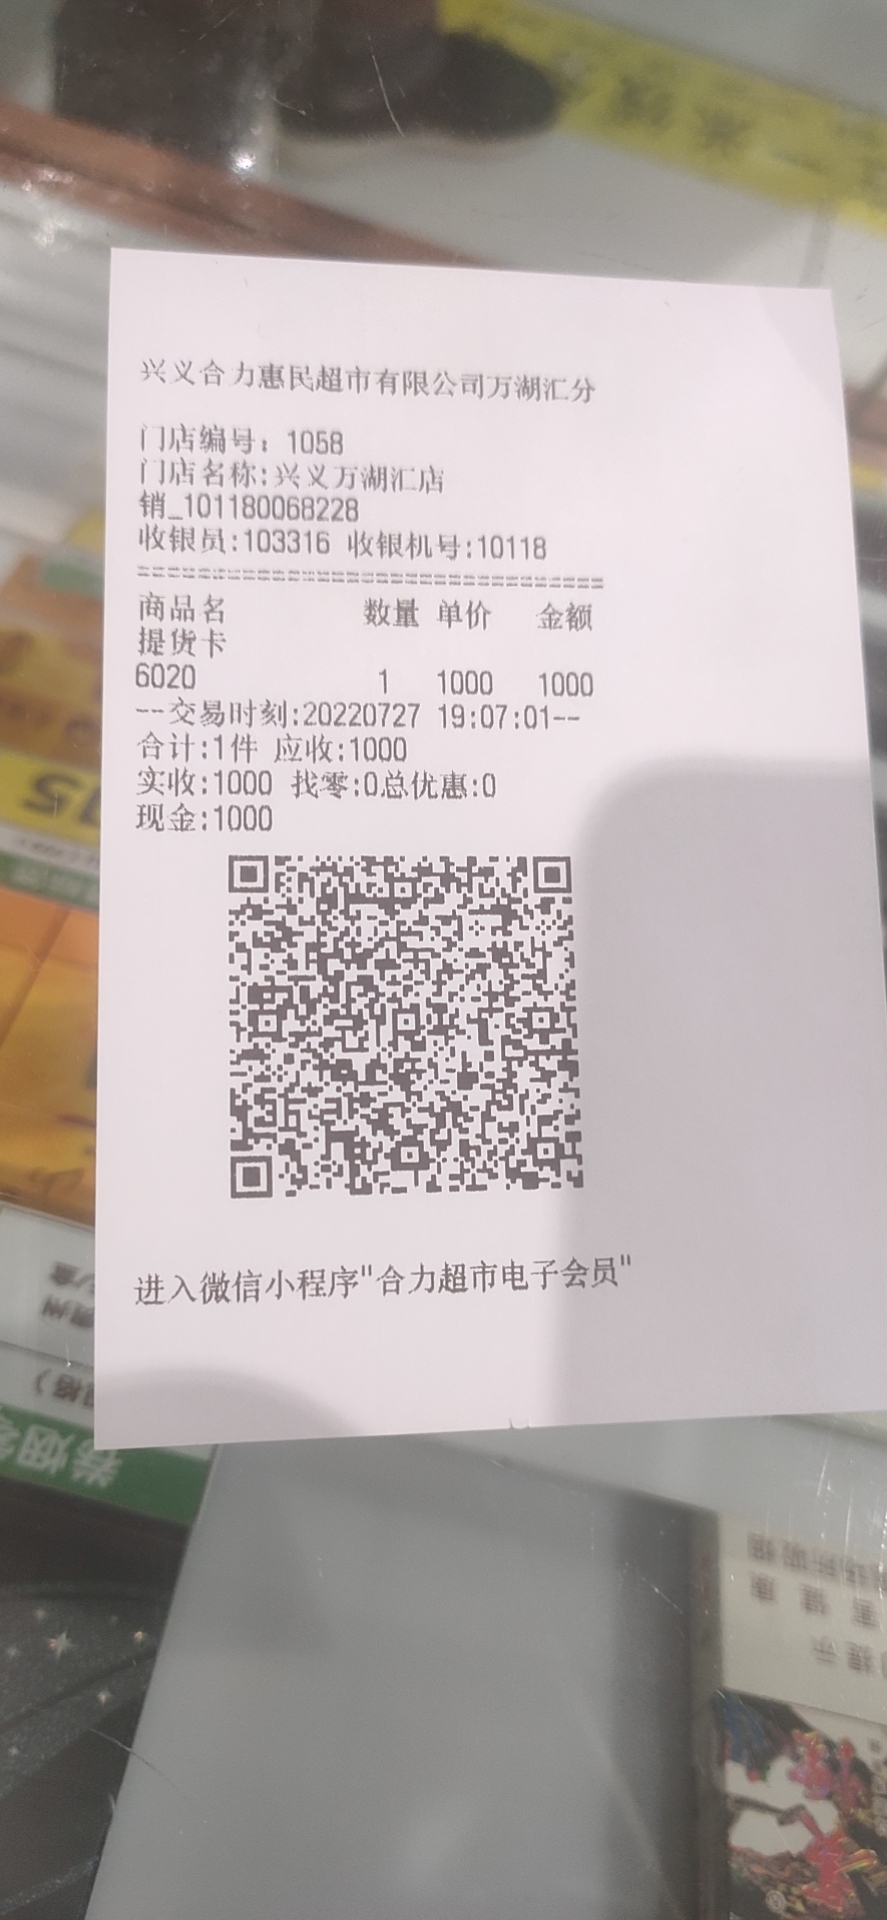 兴义合力惠民超市有限公司万湖汇分
门店编号：1058
门店名称:兴义万湖汇店
销_101180068228
收银员:103316 收银机号:10118
================================
商品名 数量 单价 金额
提货卡
6020 1 1000 1000
--交易时刻:20220727 19:07:01--
合计:1件 应收:1000
实收:1000 找零:0总优惠:0
现金:1000
进入微信小程序"合力超市电子会员"